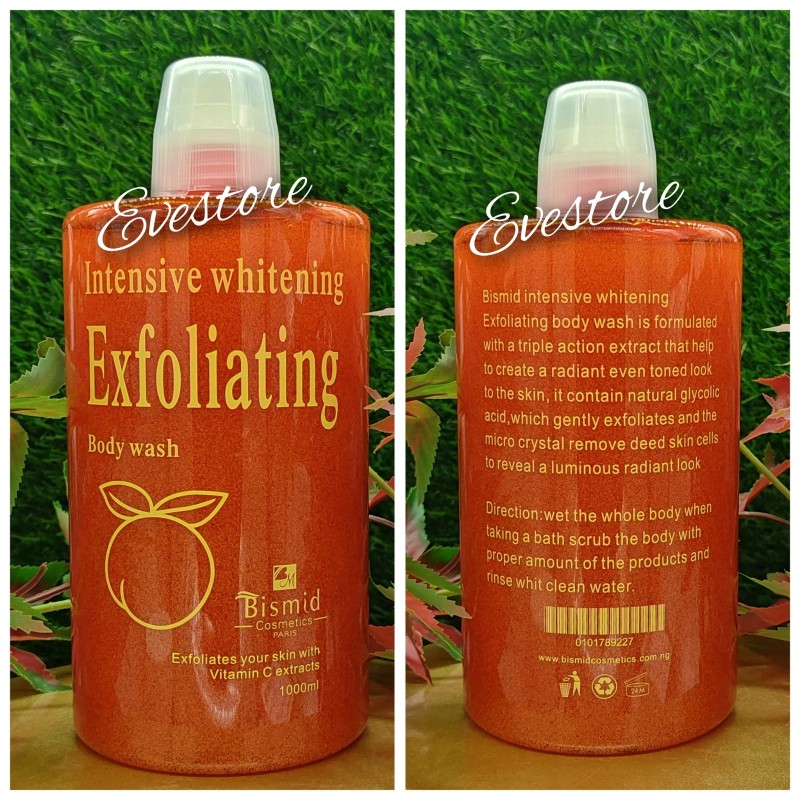 Evestore
Intensive whitening
Exfoliating
Body wash
BM
Bismid
Cosmetics
PARIS
Exfoliates your skin with
Vitamin C extracts
1000ml
Evestore
Bismid intensive whitening
Exfoliating body wash is formulated
with a triple action extract that help
to create a radiant even toned look
to the skin, it contain natural glycolic
acid,which gently exfoliates and the
micro crystal remove deed skin cells
to reveal a luminous radiant look
Direction:wet the whole body when
taking a bath scrub the body with
proper amount of the products and
rinse whit clean water.
0101789227
www.bismidcosmetics.com.ng
24M